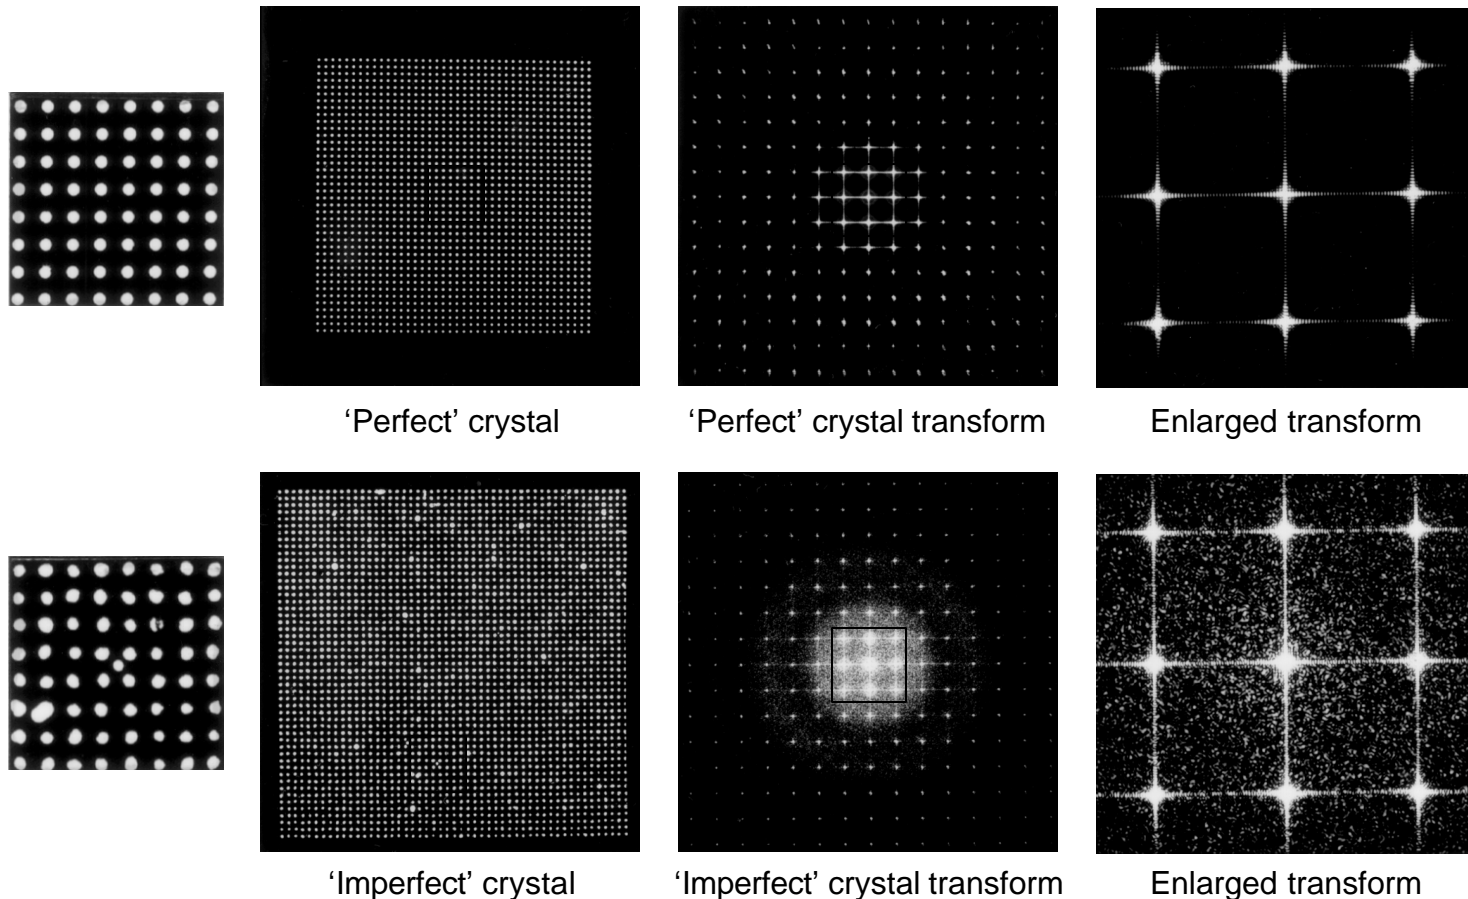 ‘Perfect’ crystal
‘Perfect’ crystal transform
Enlarged transform
‘Imperfect’ crystal
‘Imperfect’ crystal transform
Enlarged transform